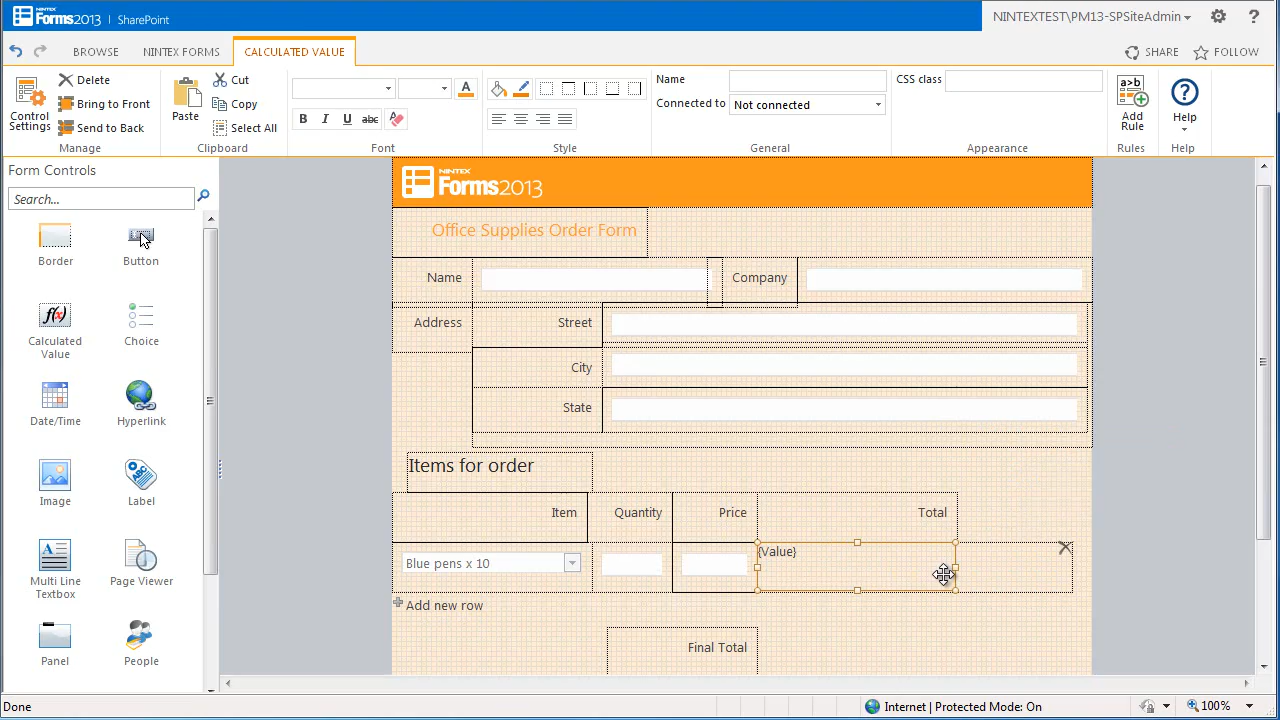 NINTEX
Forms2013 | SharePoint
NINTEXTEST\PM13-SPSiteAdmin
?
BROWSE
NINTEX FORMS
CALCULATED VALUE
SHARE
FOLLOW
Control Settings
Delete
Bring to Front
Send to Back
Manage
Paste
Cut
Copy
Select All
Clipboard
A
B I U abc
Font
Style
Name
Connected to
Not connected
General
CSS class
Appearance
a>b
Add Rule
Rules
?
Help
Help
Form Controls
Search...
Border
Button
f(x)
Calculated Value
Choice
Date/Time
Hyperlink
Image
ABC
Label
A
Multi Line Textbox
Page Viewer
Panel
People
NINTEX
Forms2013
Office Supplies Order Form
Name
Company
Address
Street
City
State
Items for order
Item
Quantity
Price
Total
Blue pens x 10
{Value}
Add new row
Final Total
Done
Internet | Protected Mode: On
100%